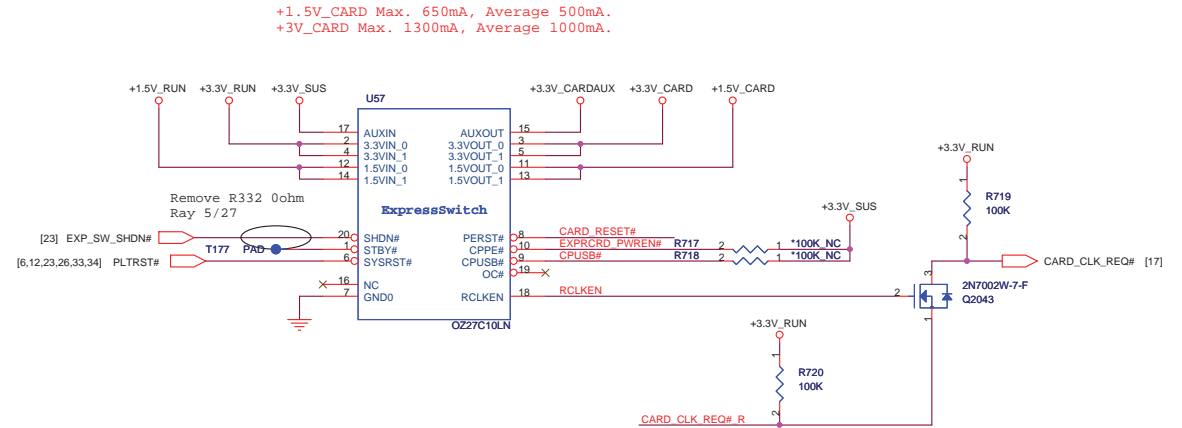 +1.5V_CARD Max. 650mA, Average 500mA.
+3V_CARD Max. 1300mA, Average 1000mA.
+1.5V_RUN +3.3V_RUN +3.3V_SUS
U57
+3.3V_CARDAUX +3.3V_CARD +1.5V_CARD
17 AUXIN AUXOUT 15
2 3.3VIN_0 3.3VOUT_0 3
4 3.3VIN_1 3.3VOUT_1 5
12 1.5VIN_0 1.5VOUT_0 11
14 1.5VIN_1 1.5VOUT_1 13
+3.3V_RUN
1
R719
100K
2
Remove R332 0ohm
Ray 5/27
ExpressSwitch
+3.3V_SUS
[23] EXP_SW_SHDN# 20 SHDN# PERST# 8 CARD_RESET#
T177 PAD 1 STBY# CPPE# 10 EXPRCRD_PWREN# R717 2 1 *100K_NC
[6,12,23,26,33,34] PLTRST# 6 SYSRST# CPUSB# 9 CPUSB# R718 2 1 *100K_NC
OC# 19
CARD_CLK_REQ# [17]
16 NC
7 GND0 RCLKEN 18 RCLKEN 2
3
2N7002W-7-F
Q2043
1
OZ27C10LN
+3.3V_RUN
1
R720
100K
2
CARD_CLK_REQ#_R